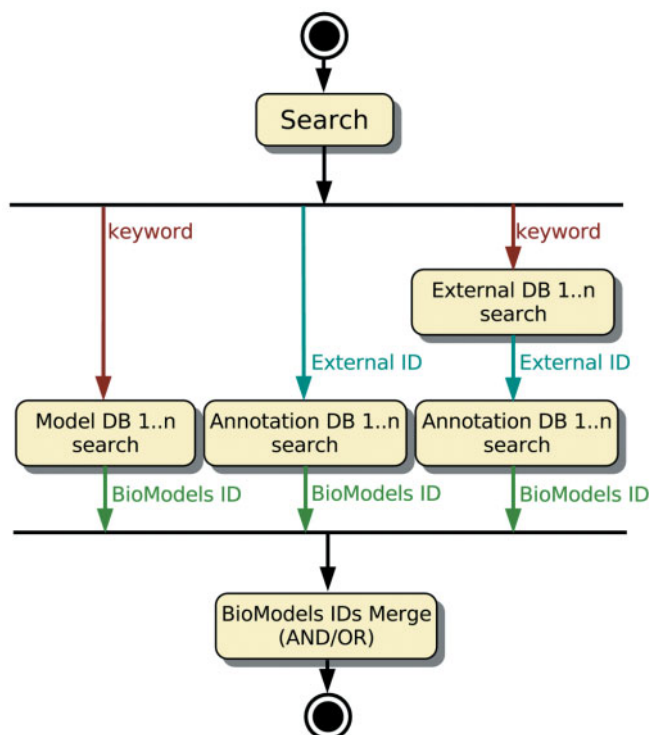 Search
keyword
keyword
External DB 1..n
search
External ID
External ID
Model DB 1..n
search
Annotation DB 1..n
search
Annotation DB 1..n
search
BioModels ID
BioModels ID
BioModels ID
BioModels IDs Merge
(AND/OR)